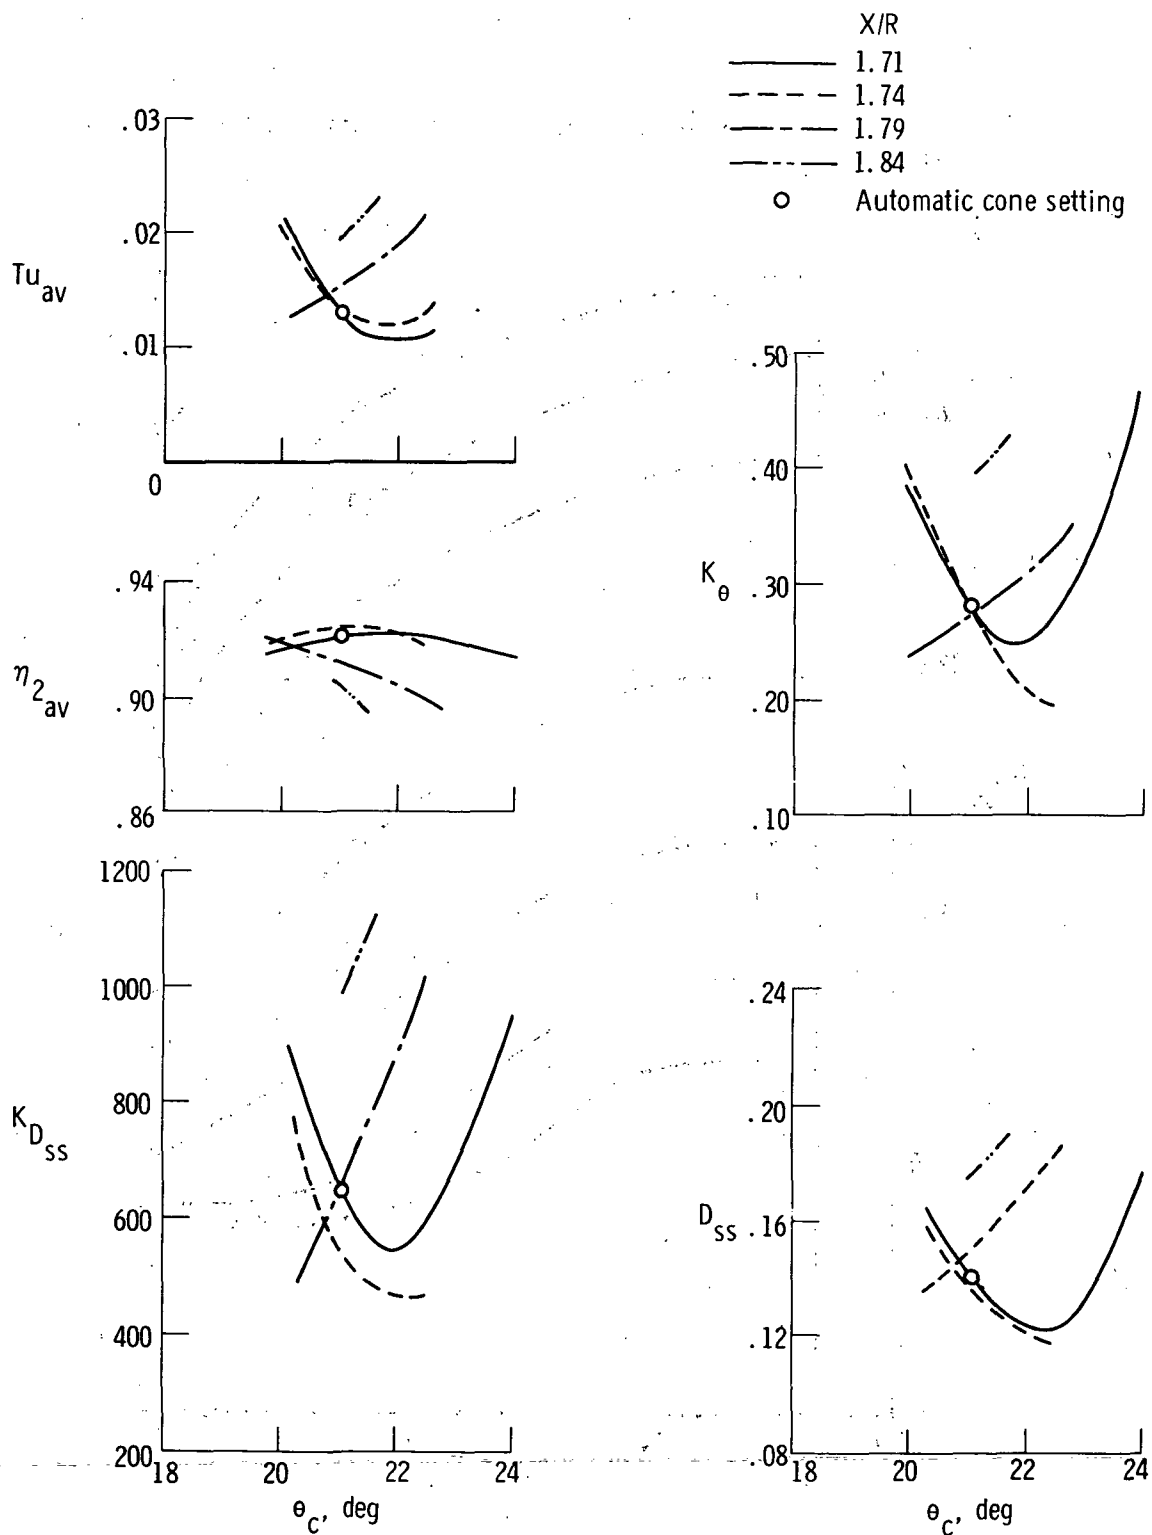 X/R
1.71
1.74
1.79
1.84
Automatic cone setting
.03
.02
.01
0
Tu av
.94
.90
.86
η 2 av
1200
1000
800
600
400
200
K D ss
18 20 22 24
θ c, deg
.50
.40
.30
.20
.10
K θ
.24
.20
.16
.12
.08
D ss
18 20 22 24
θ c, deg